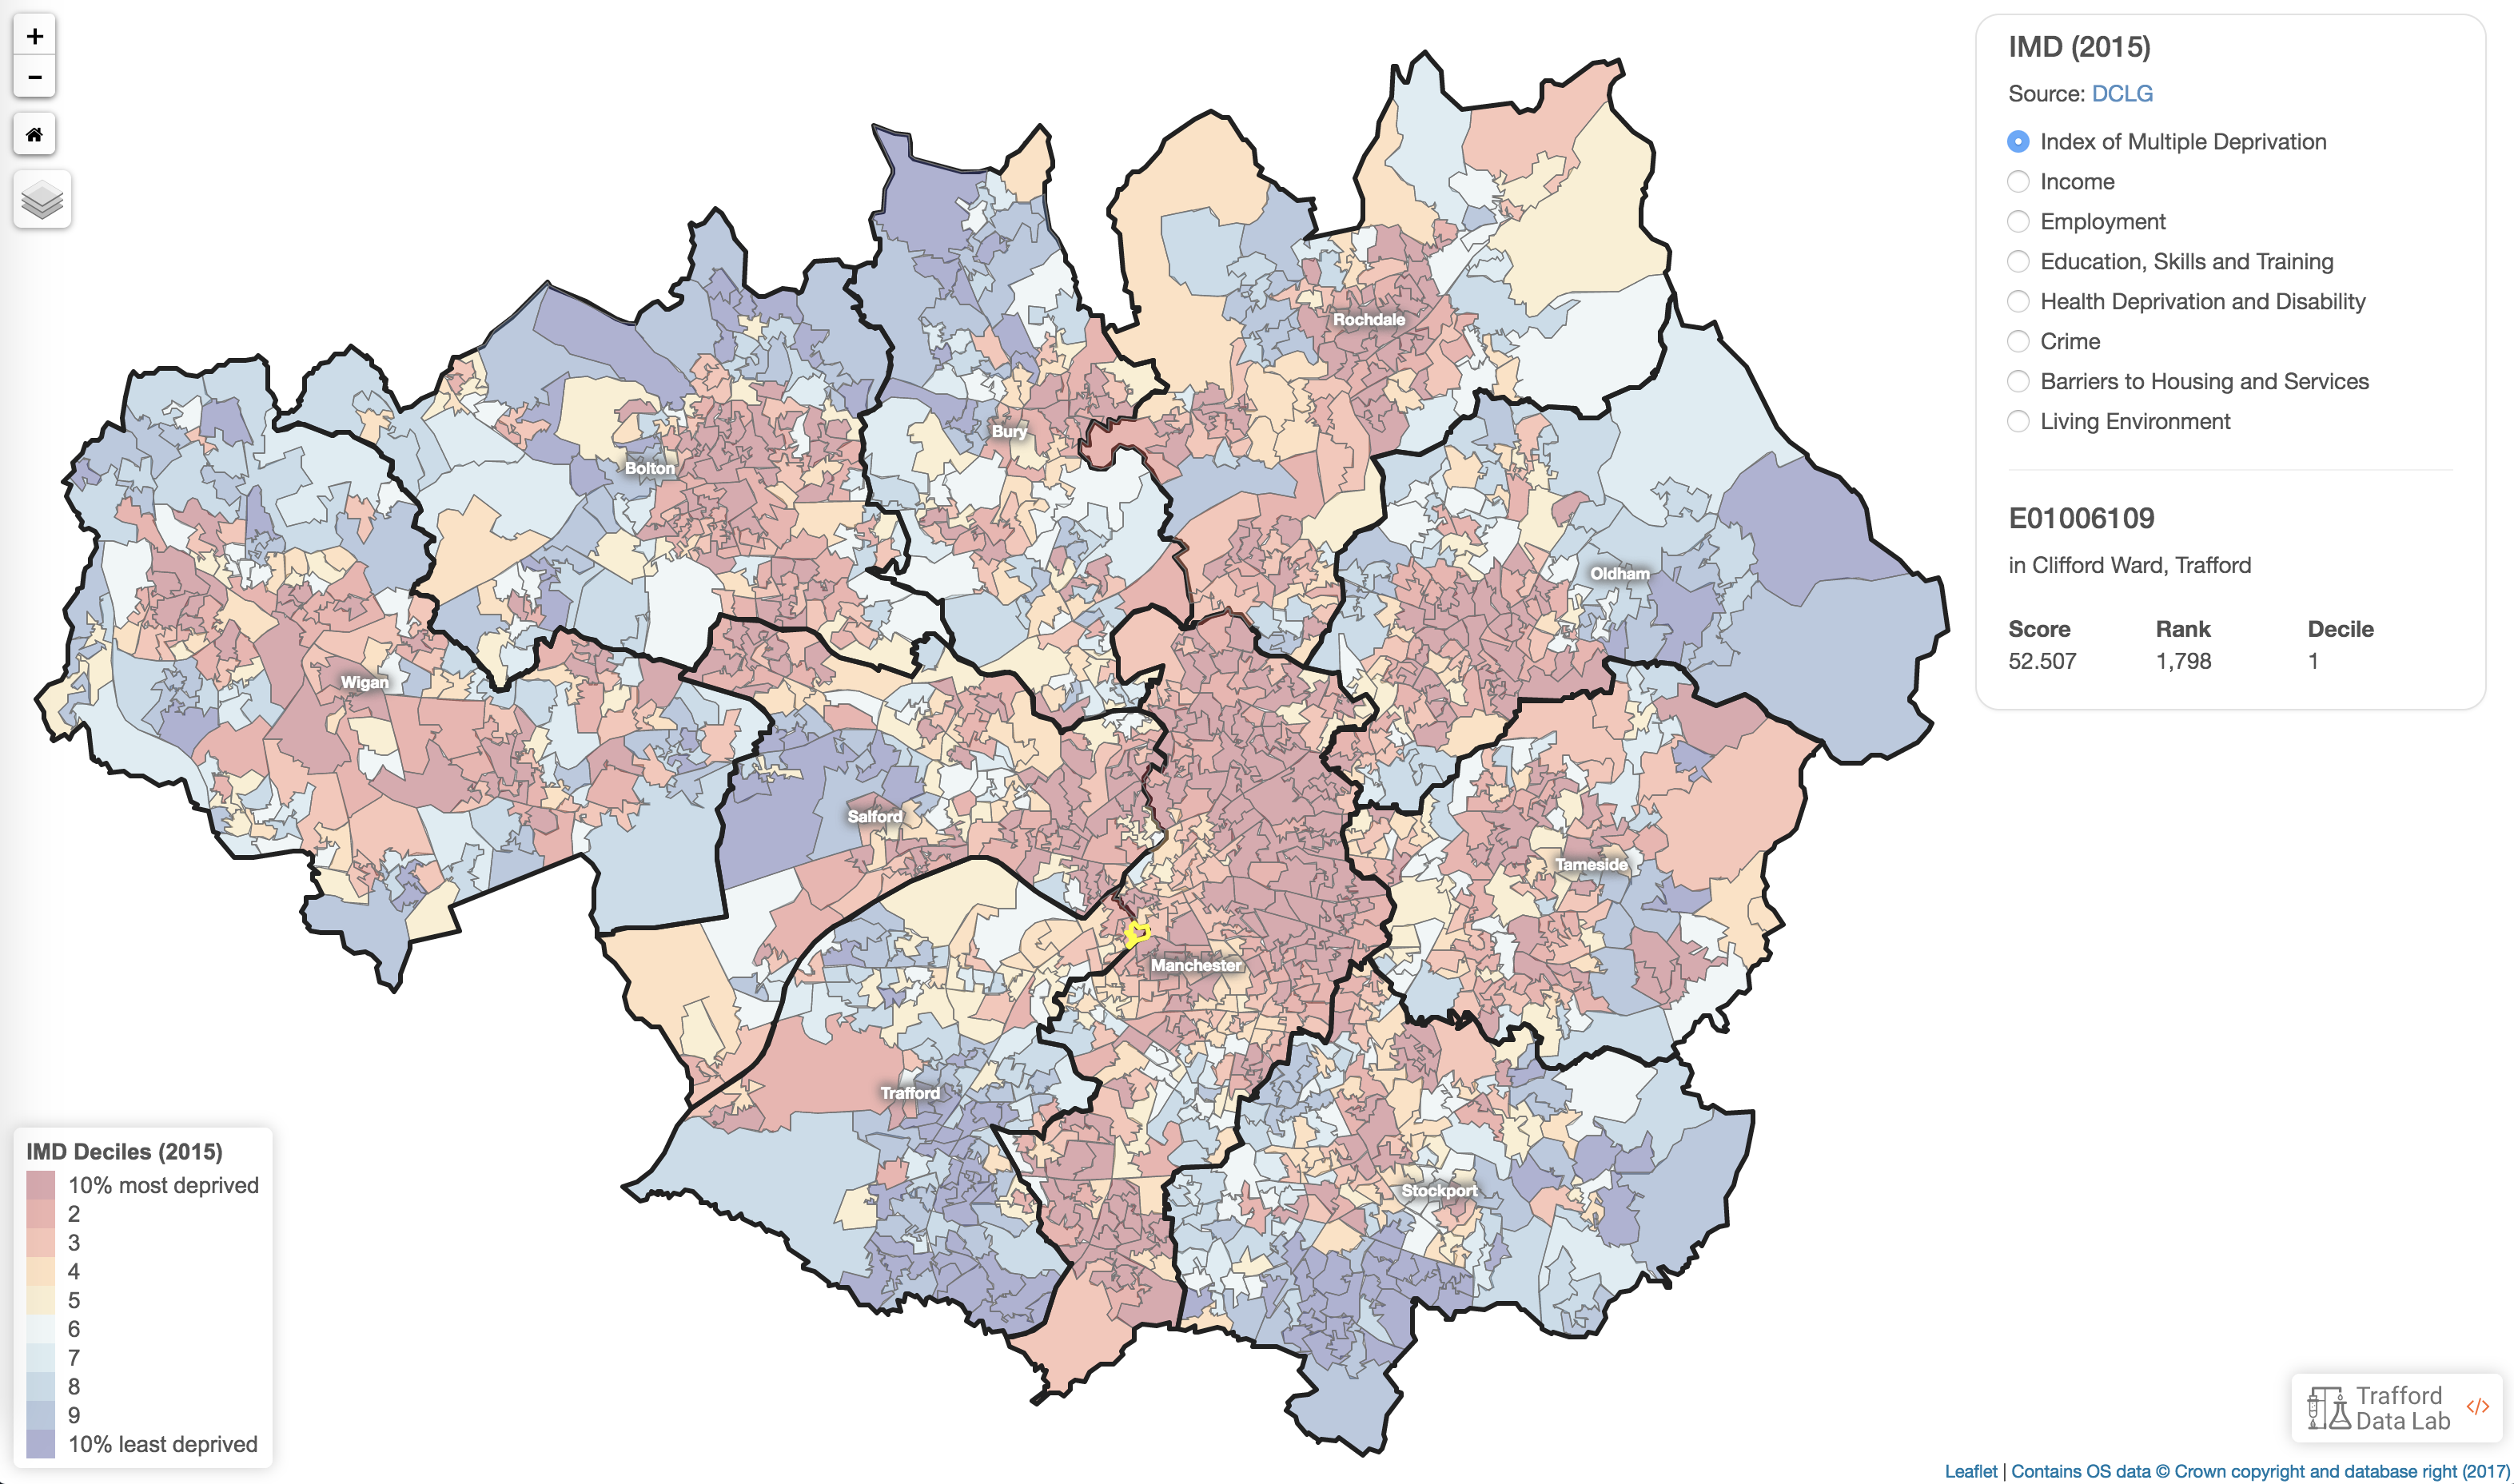 +
−
IMD (2015)
Source: DCLG
Index of Multiple Deprivation
Income
Employment
Education, Skills and Training
Health Deprivation and Disability
Crime
Barriers to Housing and Services
Living Environment
E01006109
in Clifford Ward, Trafford
Score Rank Decile
52.507 1,798 1
Rochdale
Bury
Bolton
Oldham
Wigan
Salford
Tameside
Manchester
Trafford
Stockport
IMD Deciles (2015)
10% most deprived
2
3
4
5
6
7
8
9
10% least deprived
Trafford
Data Lab </>
Leaflet | Contains OS data © Crown copyright and database right (2017)